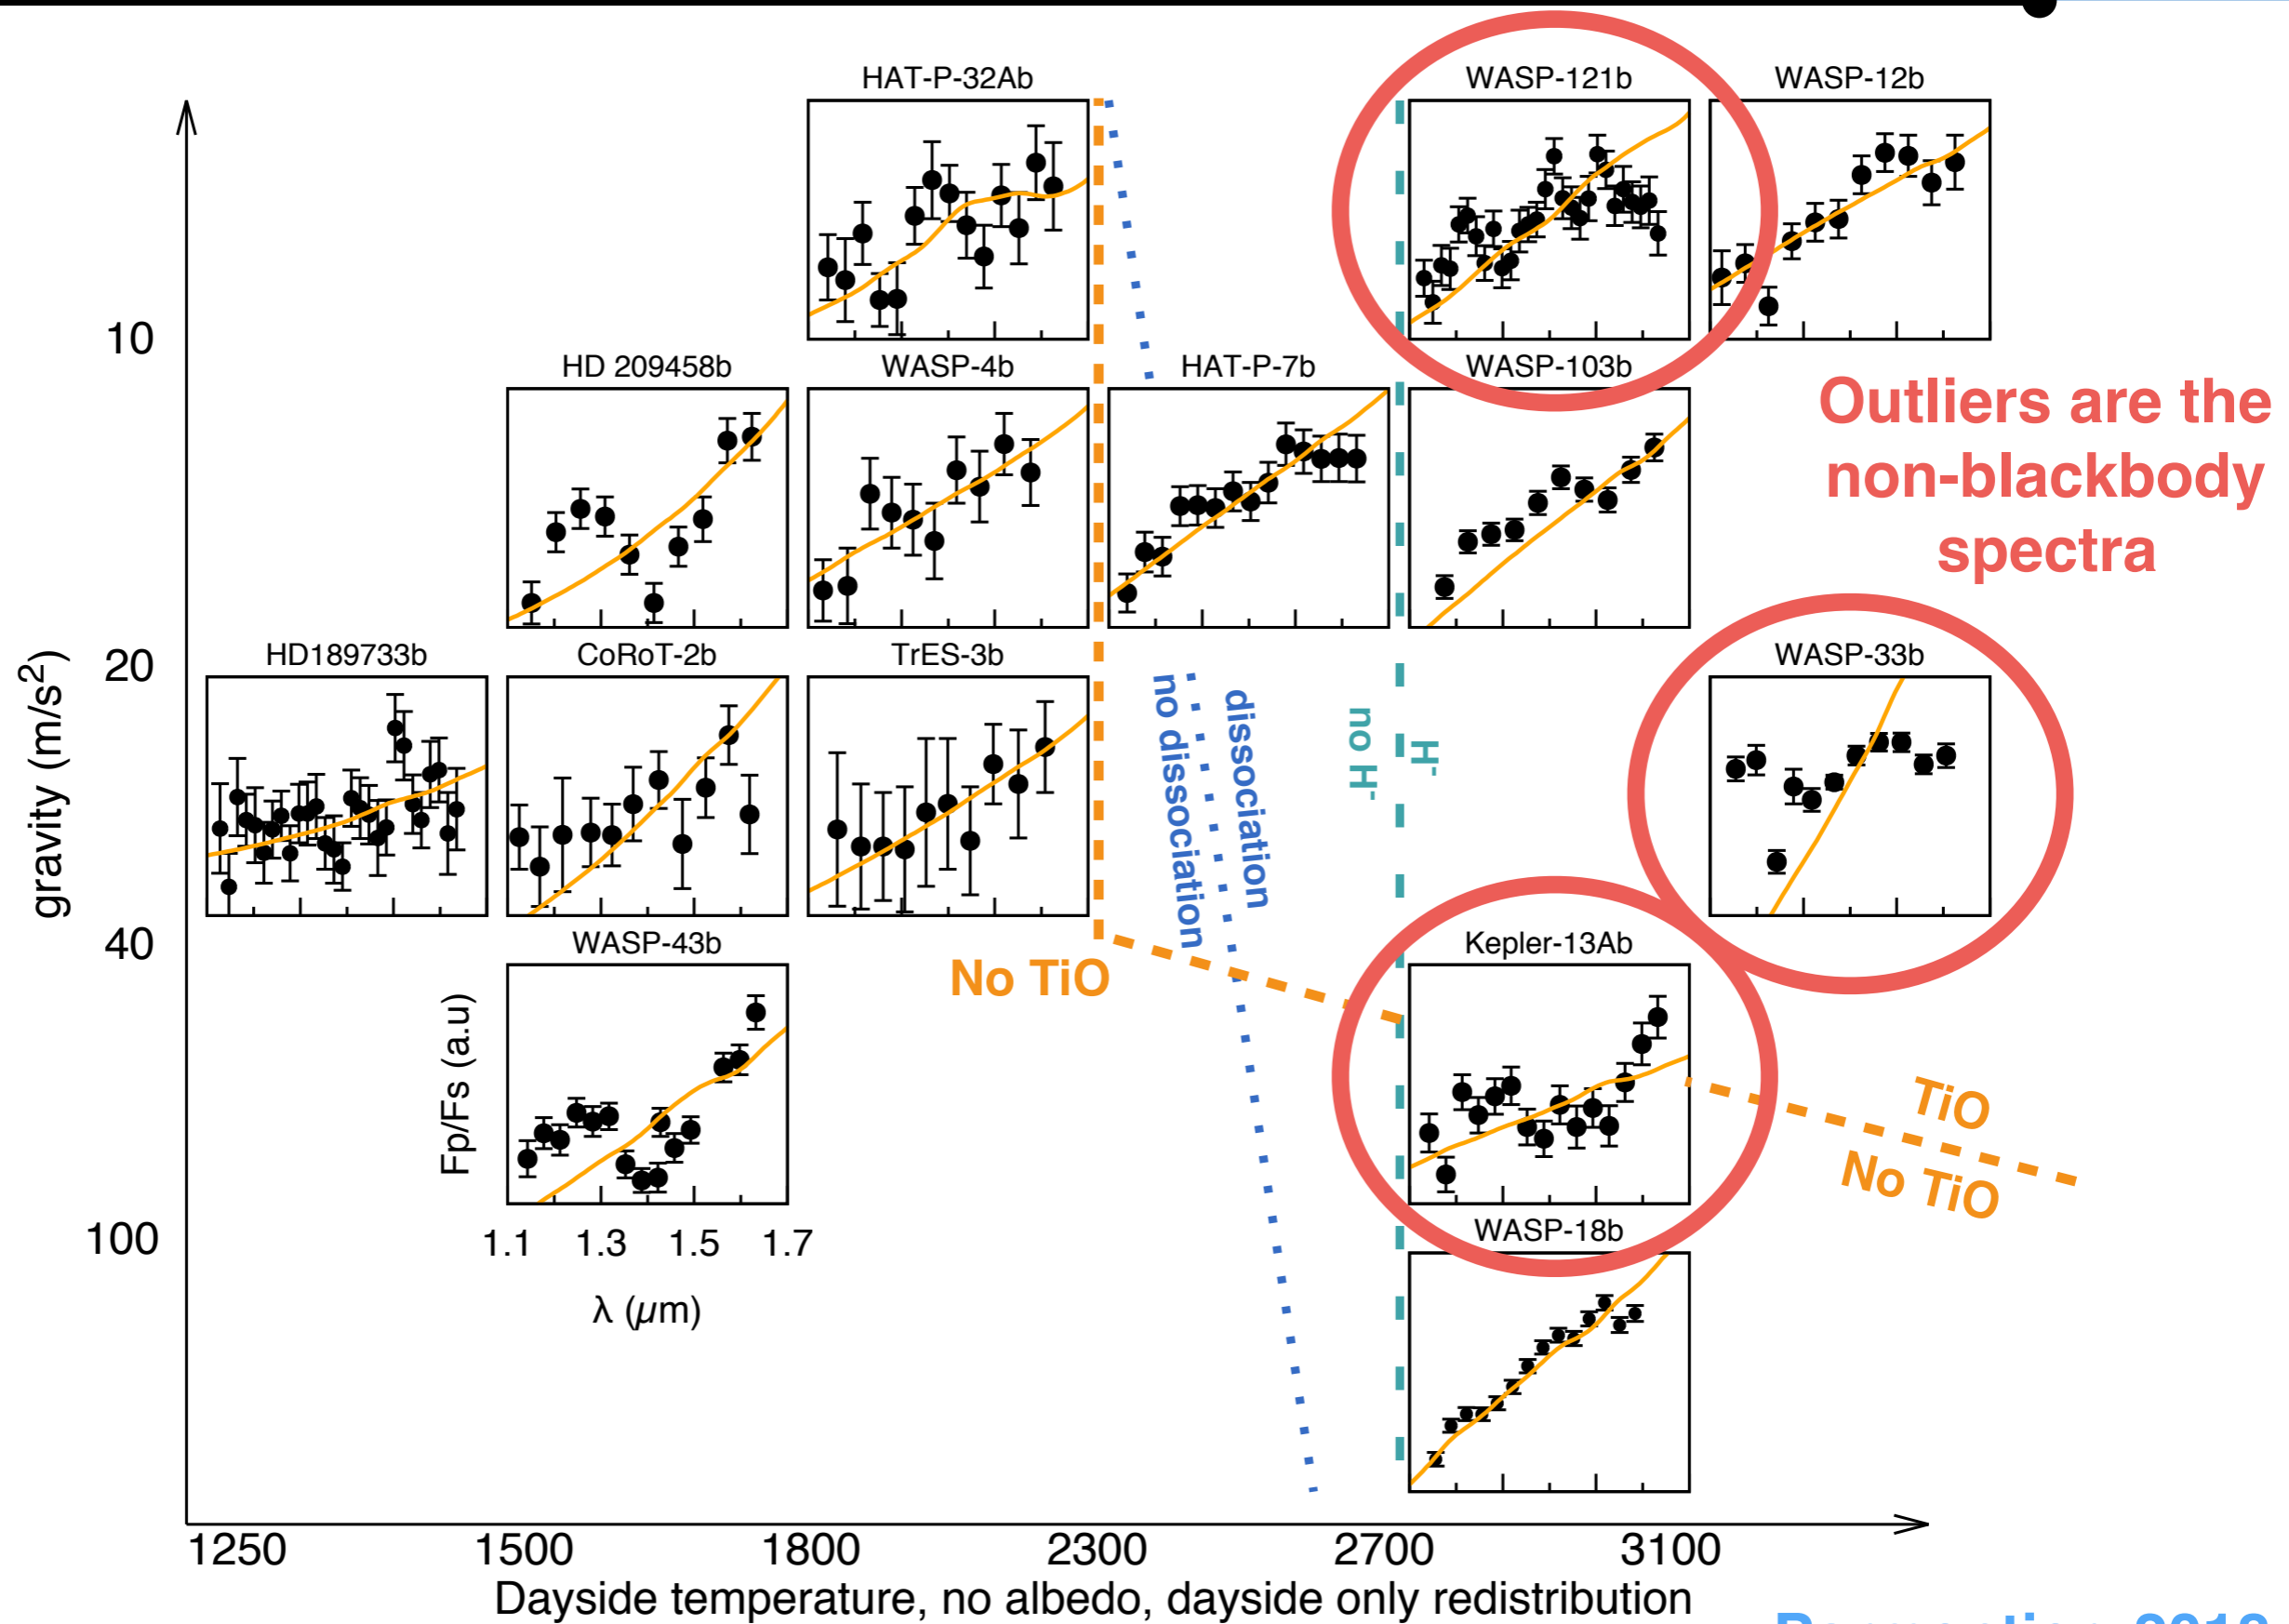 HAT-P-32Ab
WASP-121b
WASP-12b
10
HD 209458b
WASP-4b
HAT-P-7b
WASP-103b
Outliers are the
non-blackbody
spectra
20
HD189733b
CoRoT-2b
TrES-3b
WASP-33b
no dissociation
dissociation
no H-
H-
gravity (m/s2)
40
WASP-43b
No TiO
Kepler-13Ab
Fp/Fs (a.u)
TiO
No TiO
100
1.1 1.3 1.5 1.7
WASP-18b
λ (μm)
1250 1500 1800 2300 2700 3100
Dayside temperature, no albedo, dayside only redistribution